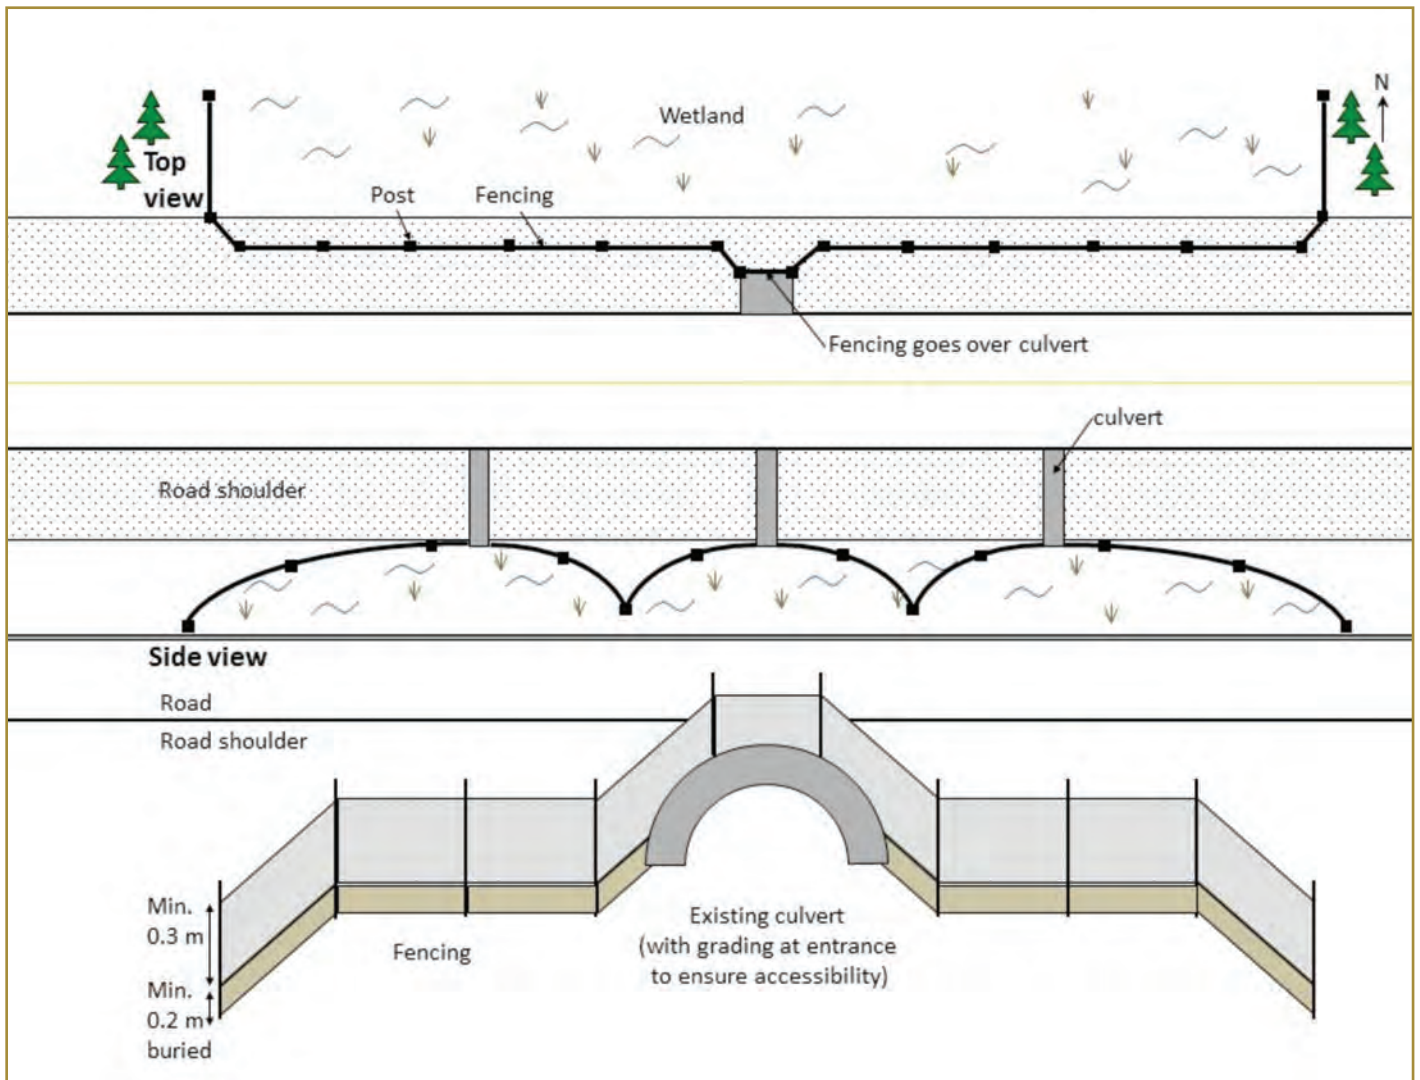 N
Wetland
Top
view
Post
Fencing
Fencing goes over culvert
culvert
Road shoulder
Side view
Road
Road shoulder
Min.
0.3 m
Fencing
Existing culvert
(with grading at entrance
to ensure accessibility)
Min.
0.2 m
buried